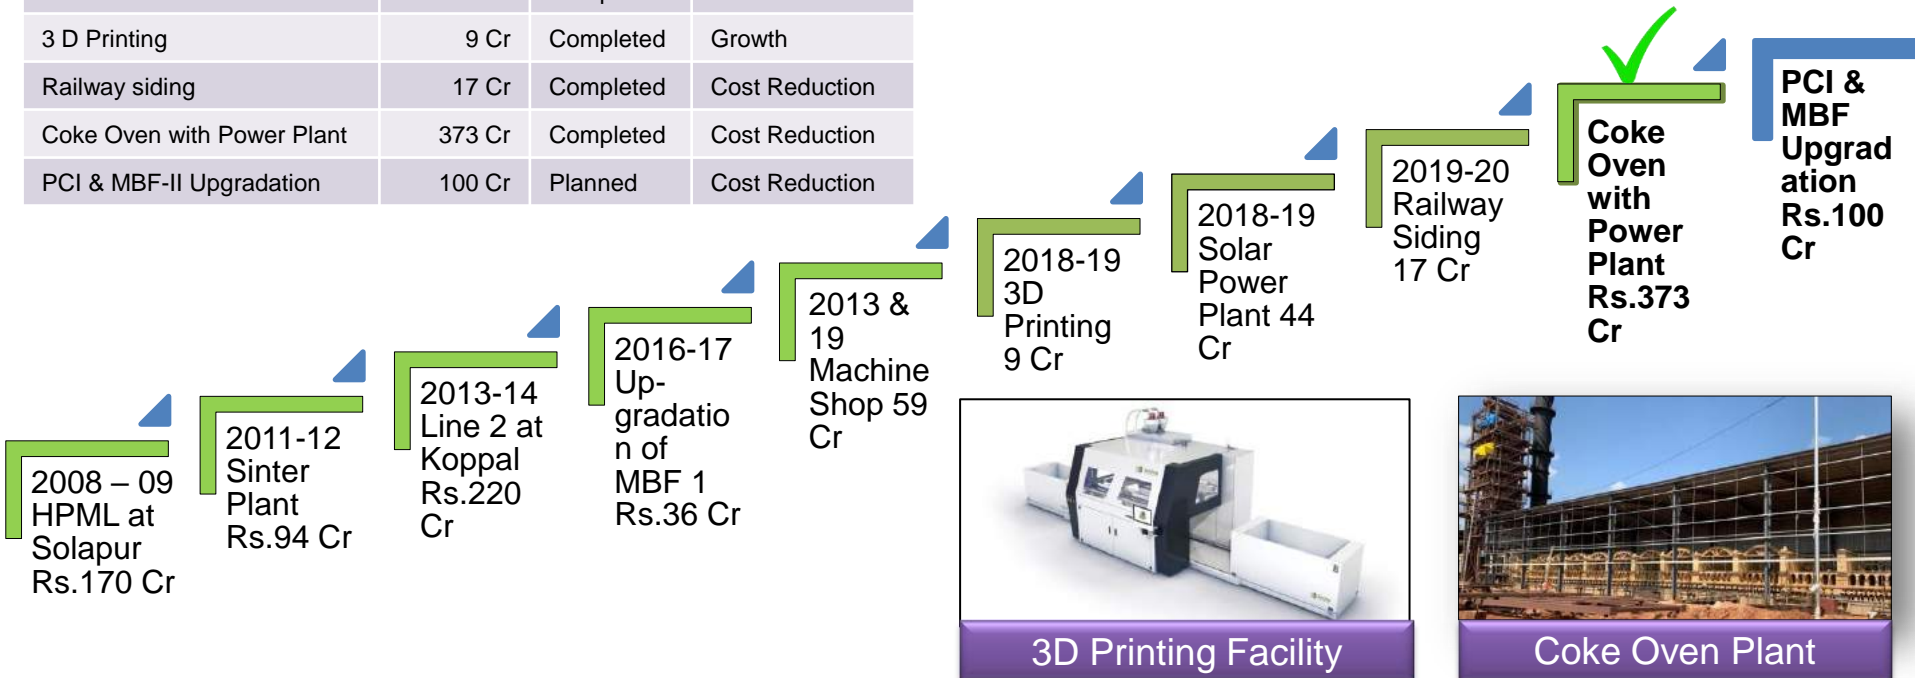 3 D Printing 9 Cr Completed Growth
Railway siding 17 Cr Completed Cost Reduction
Coke Oven with Power Plant 373 Cr Completed Cost Reduction
PCI & MBF-II Upgradation 100 Cr Planned Cost Reduction
2008 – 09
HPML at
Solapur
Rs.170 Cr
2011-12
Sinter
Plant
Rs.94 Cr
2013-14
Line 2 at
Koppal
Rs.220
Cr
2016-17
Up-
gradatio
n of
MBF 1
Rs.36 Cr
2013 &
19
Machine
Shop 59
Cr
2018-19
3D
Printing
9 Cr
2018-19
Solar
Power
Plant 44
Cr
2019-20
Railway
Siding
17 Cr
Coke
Oven
with
Power
Plant
Rs.373
Cr
PCI &
MBF
Upgrad
ation
Rs.100
Cr
3D Printing Facility
Coke Oven Plant